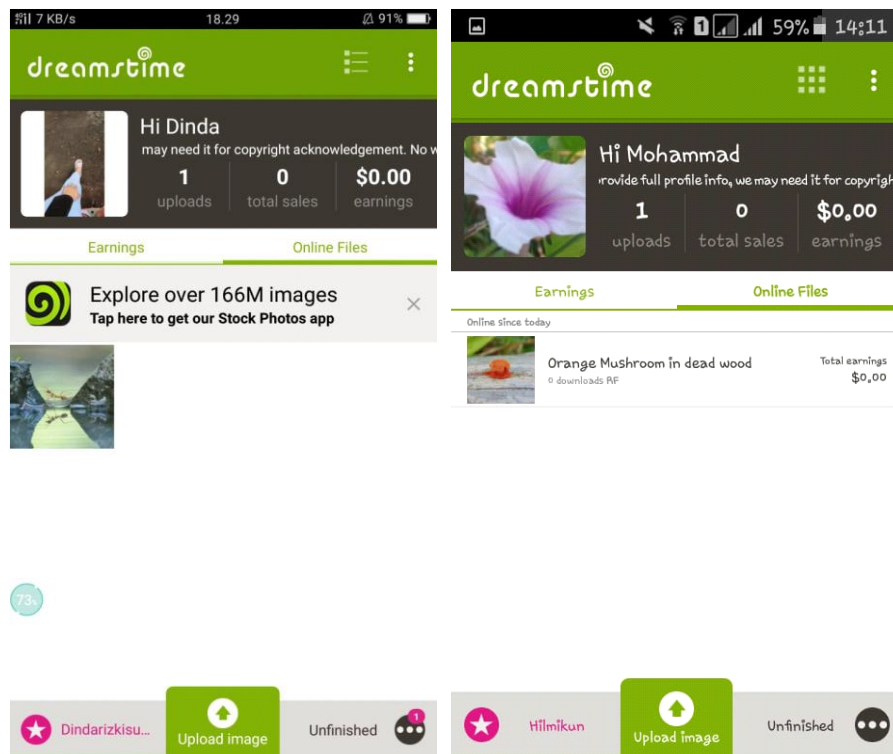 7 KB/s 18.29 91%
dreamstime
Hi Dinda
may need it for copyright acknowledgement. No w
1 0 $0.00
uploads total sales earnings
Earnings Online Files
Explore over 166M images
Tap here to get our Stock Photos app
73%
Dindarizkisu... Upload image Unfinished 1
1 59% 14:11
dreamstime
Hi Mohammad
rovide full profile info, we may need it for copyrigh
1 0 $0.00
uploads total sales earnings
Earnings Online Files
Online since today
Orange Mushroom in dead wood Total earnings
0 downloads RF $0.00
Hilmikun Upload image Unfinished